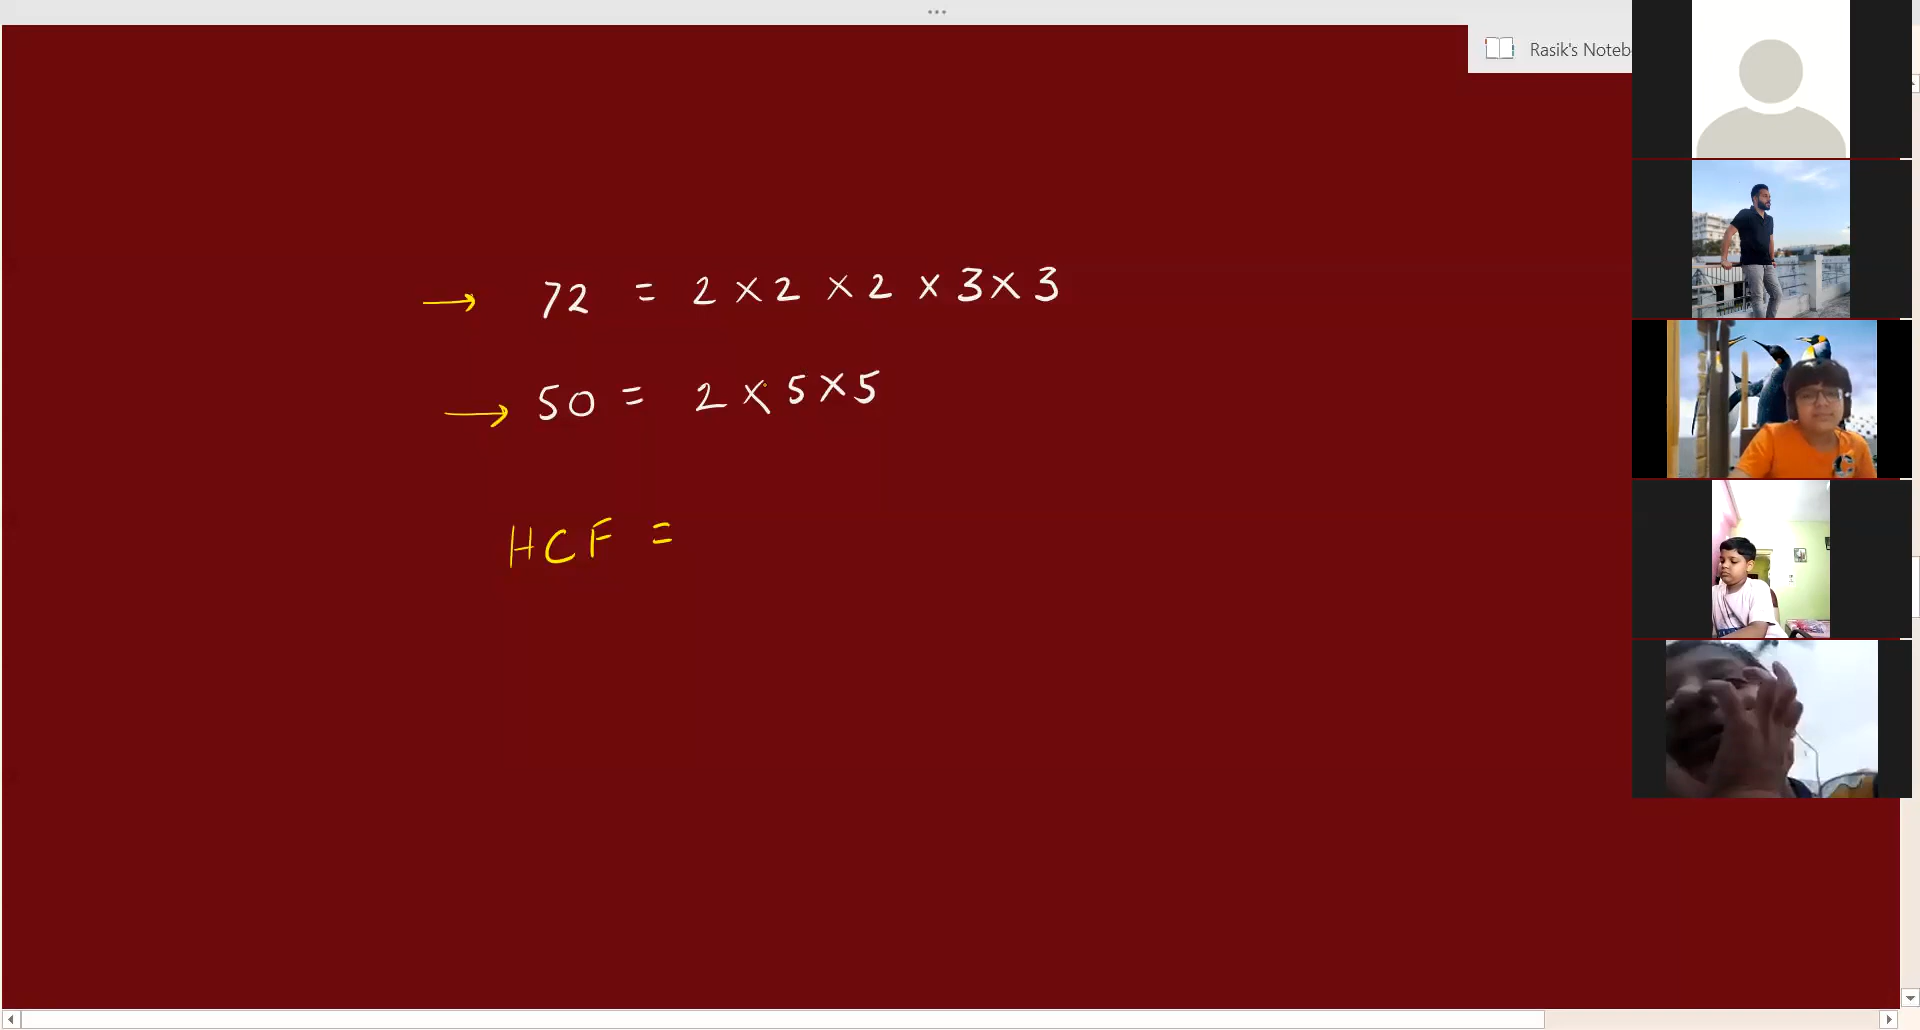 Rasik's Noteb
72 = 2 × 2 × 2 × 3 × 3
50 = 2 × 5 × 5
HCF =